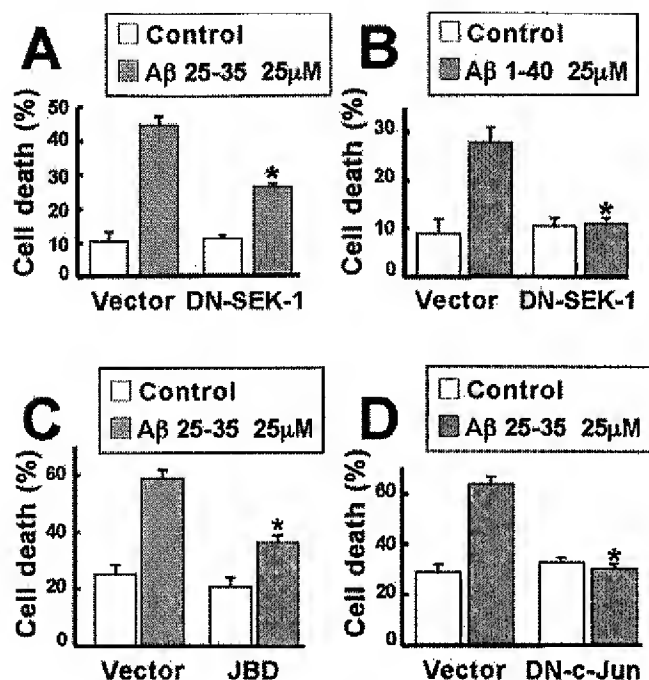 A
Control
Aβ 25-35 25μM
Cell death (%)
50
40
30
20
10
0
*
Vector DN-SEK-1
B
Control
Aβ 1-40 25μM
Cell death (%)
30
20
10
0
*
Vector DN-SEK-1
C
Control
Aβ 25-35 25μM
Cell death (%)
60
40
20
0
*
Vector JBD
D
Control
Aβ 25-35 25μM
Cell death (%)
60
40
20
0
*
Vector DN-c-Jun